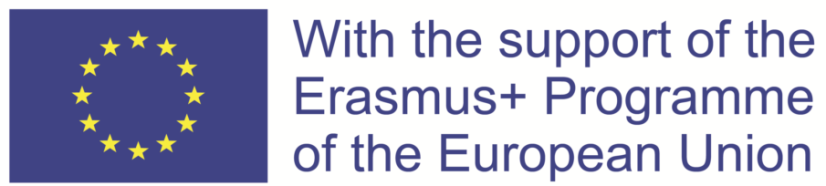 With the support of the
Erasmus+ Programme
of the European Union